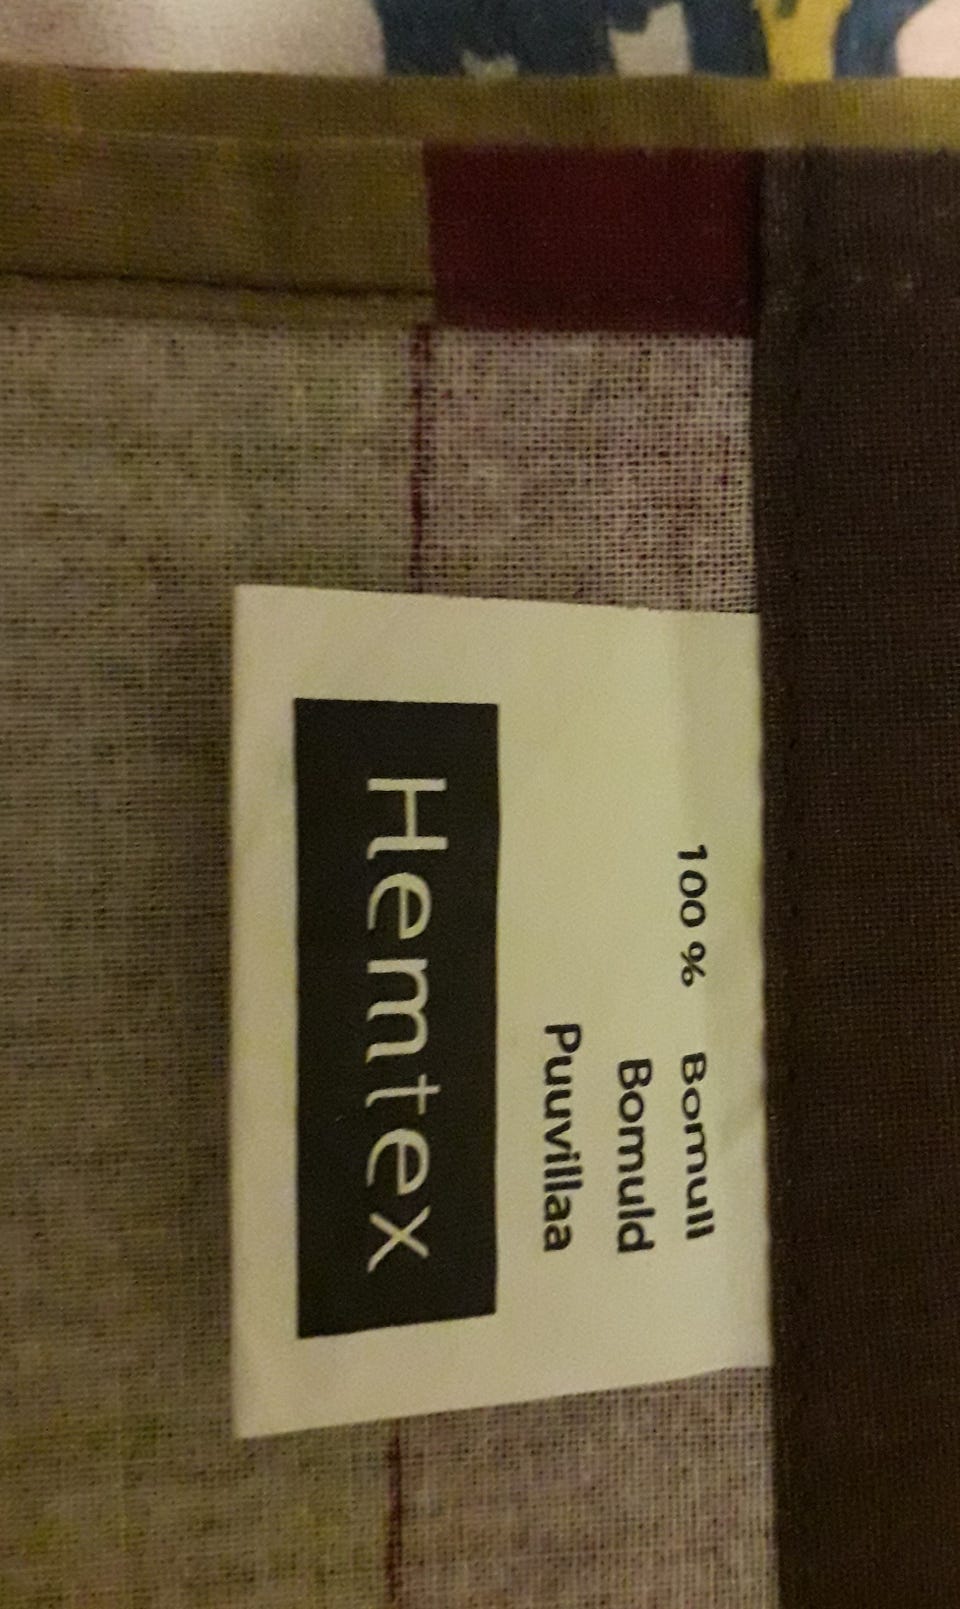 100 % Bomull
Bomuld
Puuvillaa
Hemtex